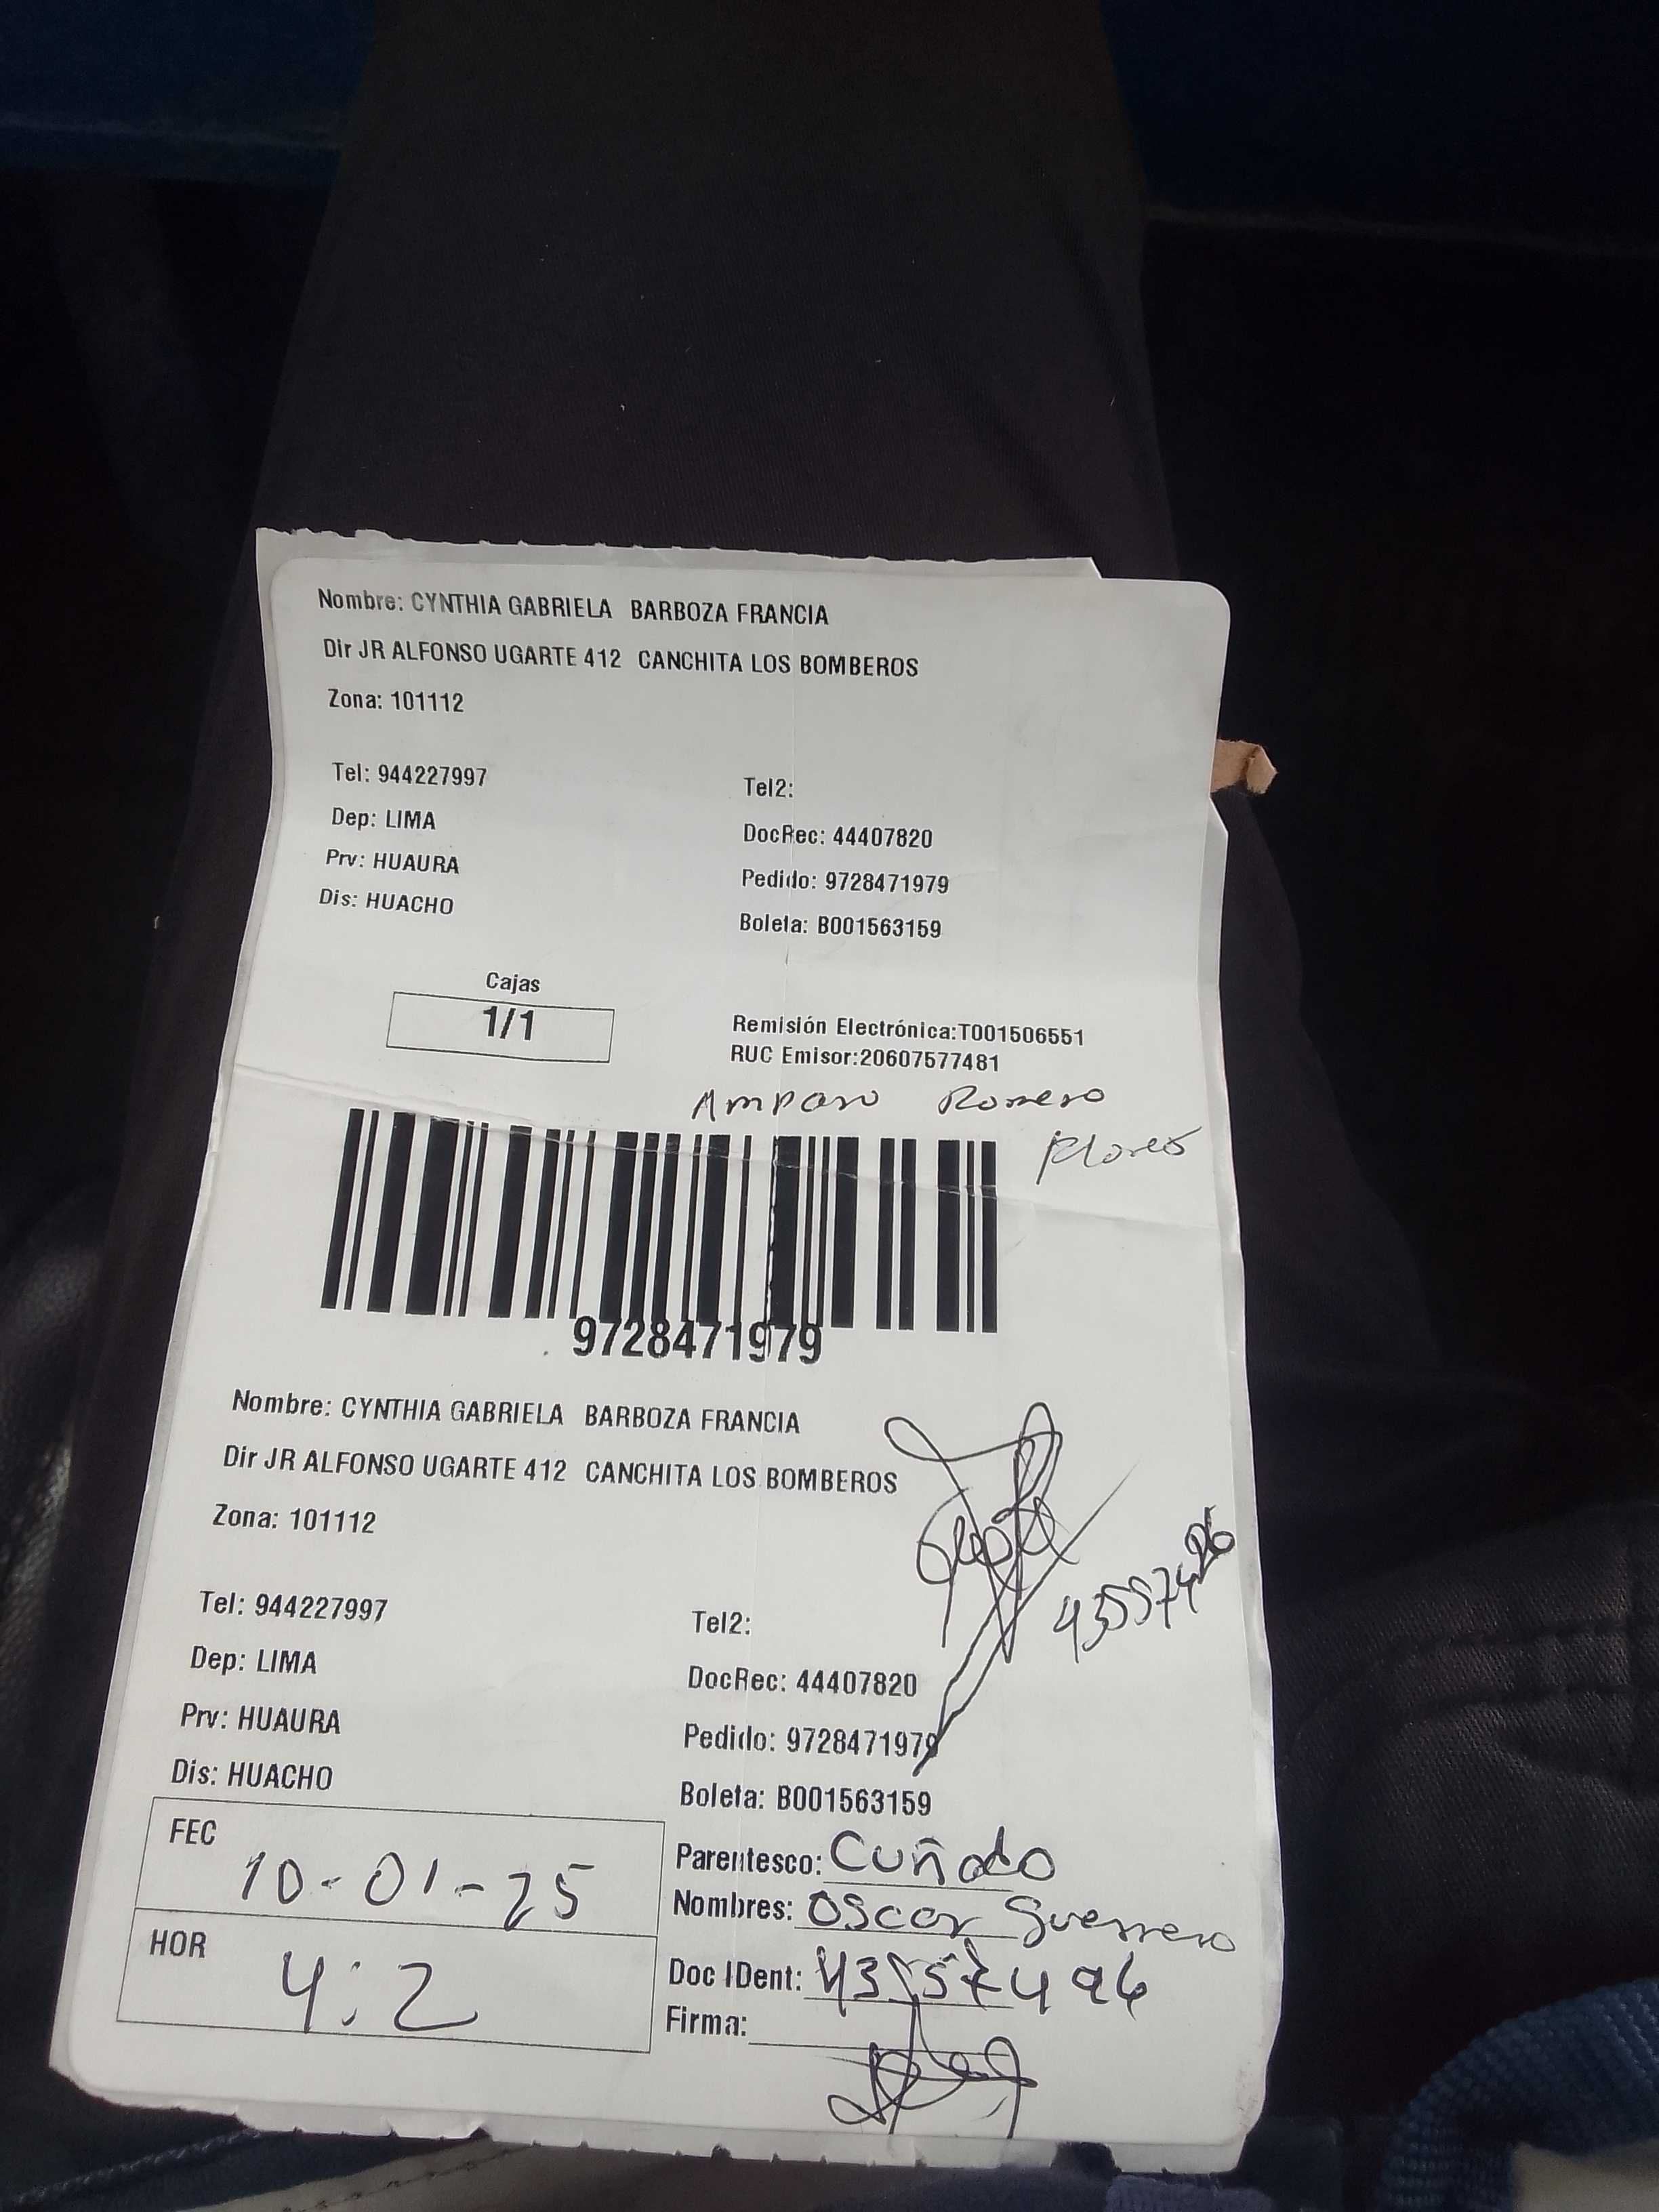 Nombre: CYNTHIA GABRIELA BARBOZA FRANCIA
Dir JR ALFONSO UGARTE 412 CANCHITA LOS BOMBEROS
Zona: 101112
Tel: 944227997 Tel2:
Dep: LIMA DocRec: 44407820
Prv: HUAURA Pedido: 9728471979
Dis: HUACHO Boleta: B001563159
Cajas
1/1
Remisión Electrónica:T001506551
RUC Emisor:20607577481
Amparo Romero
Flores
9728471979
Nombre: CYNTHIA GABRIELA BARBOZA FRANCIA
Dir JR ALFONSO UGARTE 412 CANCHITA LOS BOMBEROS
Zona: 101112
Tel: 944227997 Tel2:
Dep: LIMA DocRec: 44407820
Prv: HUAURA Pedido: 9728471979
Dis: HUACHO Boleta: B001563159
FEC 10-01-25
HOR 4:2
Parentesco: Cuñado
Nombres: Oscar Guerrero
Doc IDent: 43557496
Firma: